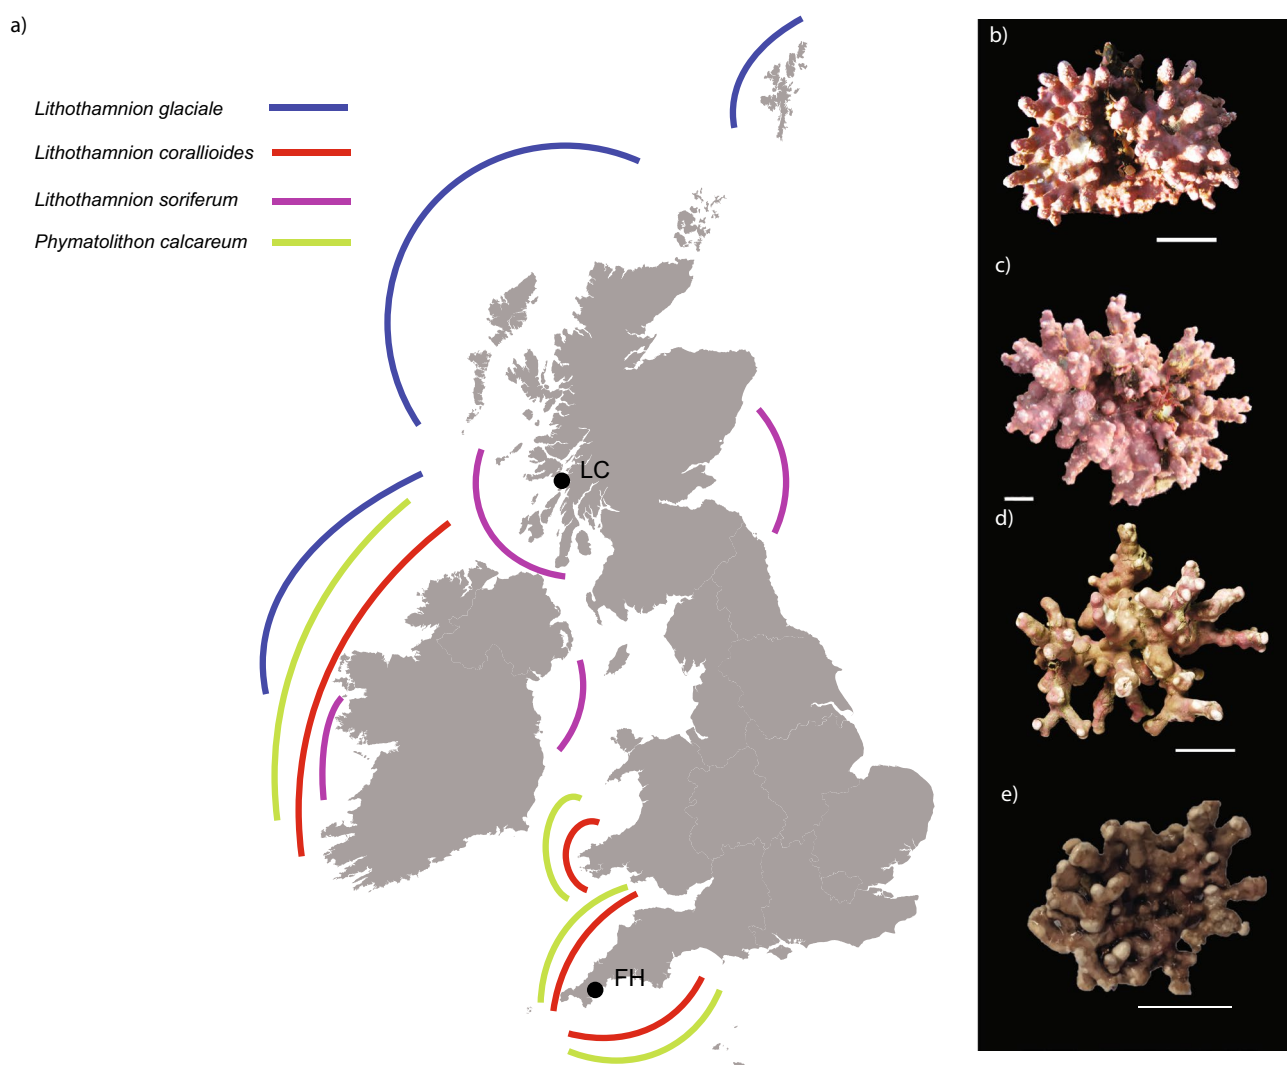 a)
Lithothamnion glaciale
Lithothamnion corallioides
Lithothamnion soriferum
Phymatolithon calcareum
LC
FH
b)
c)
d)
e)